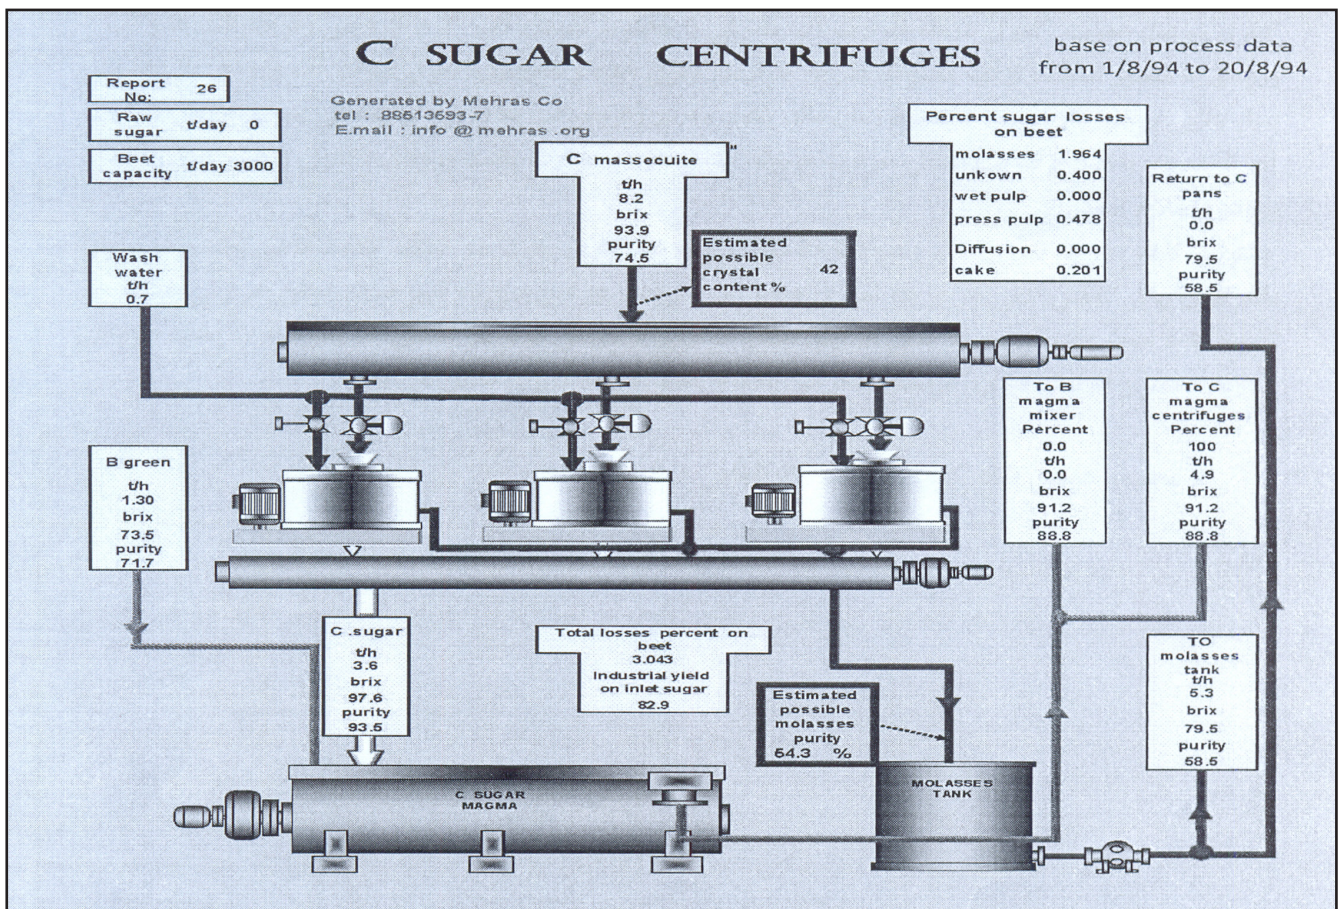 C SUGAR CENTRIFUGES
base on process data
from 1/8/94 to 20/8/94
Report
No: 26
Raw
sugar t/day 0
Beet
capacity t/day 3000
Generated by Mehras Co
tel : 88513593-7
E.mail : info @ mehras .org
C massecuite "
t/h
8.2
brix
93.9
purity
74.5
Estimated
possible
crystal
content % 42
Percent sugar losses
on beet
molasses 1.964
unkown 0.400
wet pulp 0.000
press pulp 0.478
Diffusion 0.000
cake 0.201
Return to C
pans
t/h
0.0
brix
79.5
purity
58.5
Wash
water
t/h
0.7
To B
magma
mixer
Percent
0.0
t/h
0.0
brix
91.2
purity
88.8
To C
magma
centrifuges
Percent
100
t/h
4.9
brix
91.2
purity
88.8
B green
t/h
1.30
brix
73.5
purity
71.7
C .sugar
t/h
3.6
brix
97.6
purity
93.5
Total losses percent on
beet
3.043
Industrial yield
on inlet sugar
82.9
Estimated
possible
molasses
purity
54.3 %
TO
molasses
tank
t/h
5.3
brix
79.5
purity
58.5
C SUGAR
MAGMA
MOLASSES
TANK